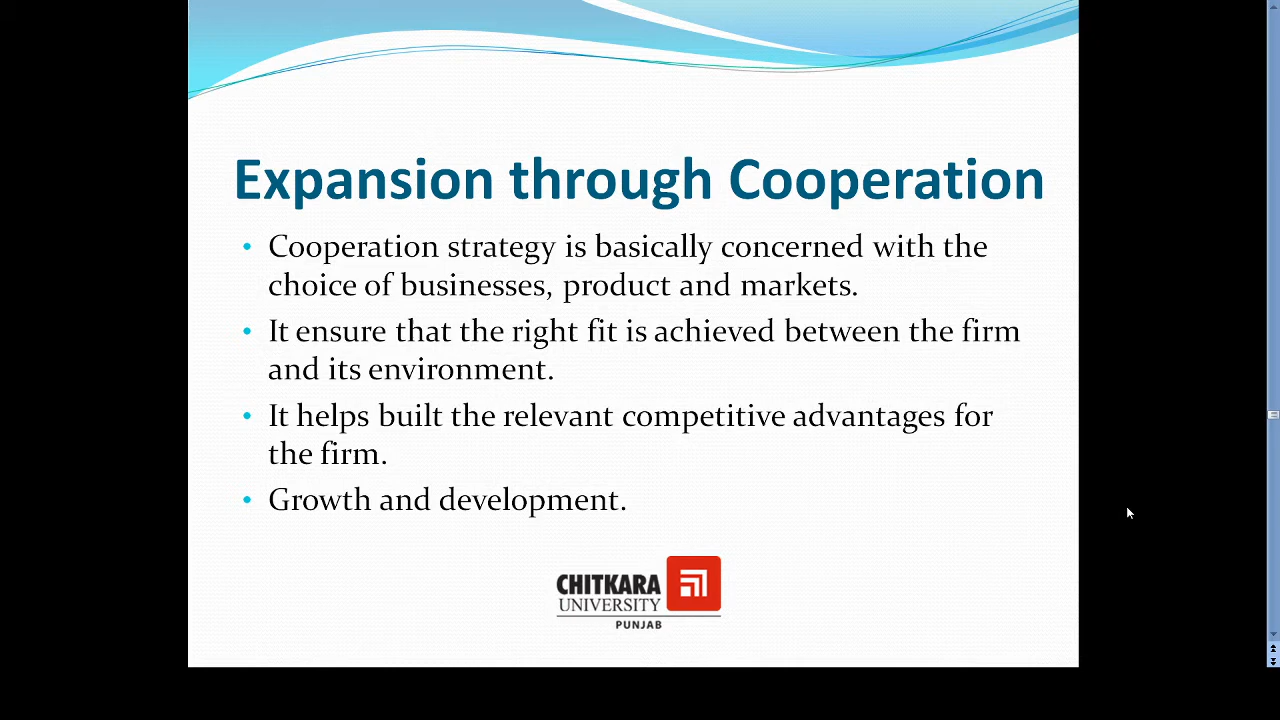 Expansion through Cooperation
• Cooperation strategy is basically concerned with the
choice of businesses, product and markets.
• It ensure that the right fit is achieved between the firm
and its environment.
• It helps built the relevant competitive advantages for
the firm.
• Growth and development.
CHITKARA
UNIVERSITY
PUNJAB